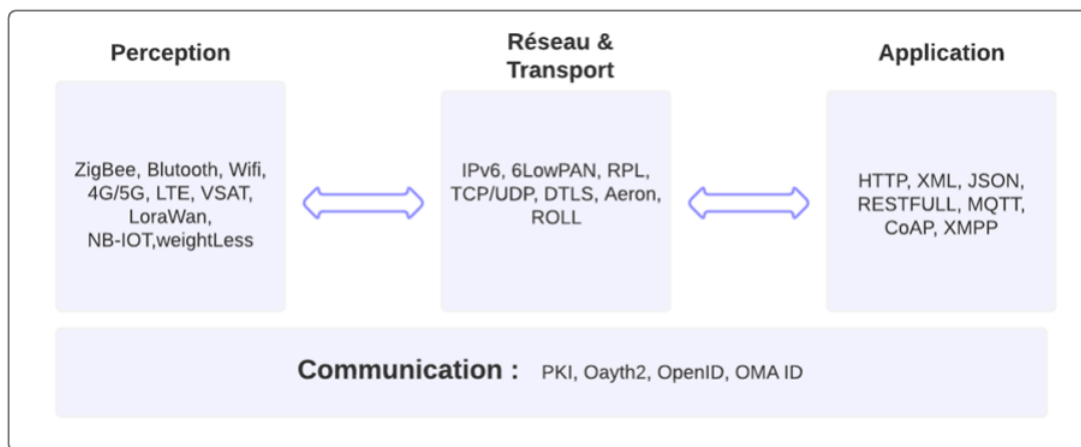 Perception
ZigBee, Blutooth, Wifi,
4G/5G, LTE, VSAT,
LoraWan,
NB-IOT,weightLess
Réseau &
Transport
IPv6, 6LowPAN, RPL,
TCP/UDP, DTLS, Aeron,
ROLL
Application
HTTP, XML, JSON,
RESTFULL, MQTT,
CoAP, XMPP
Communication : PKI, Oayth2, OpenID, OMA ID